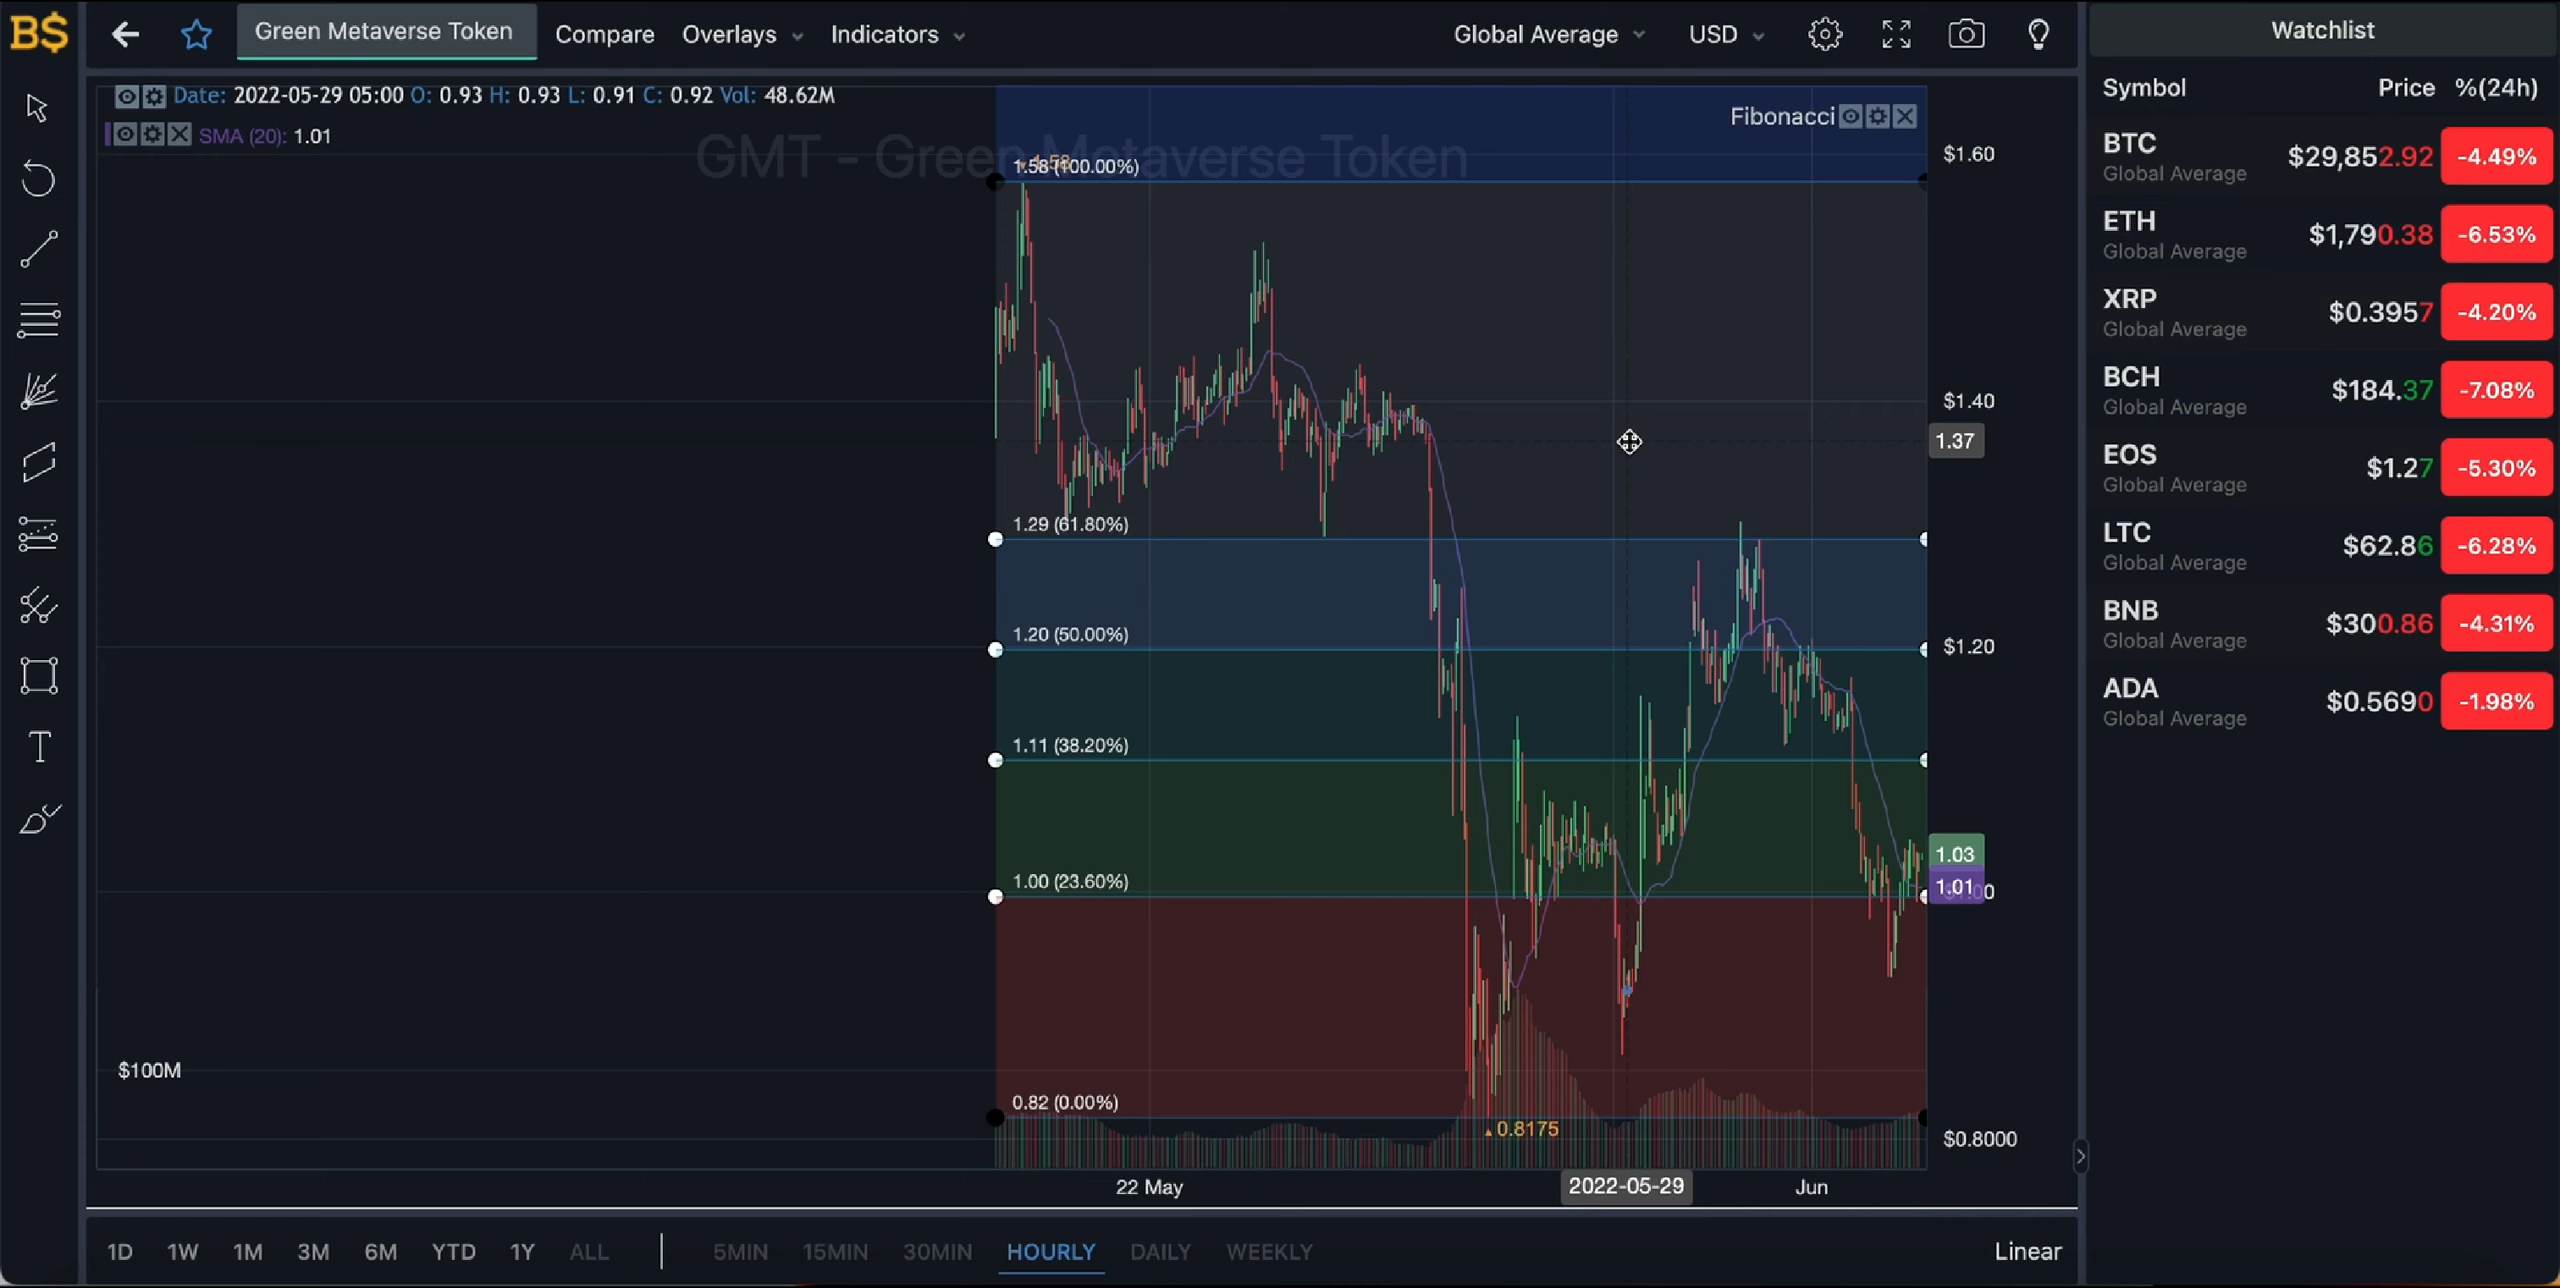 B$
Green Metaverse Token
Compare
Overlays
Indicators
Global Average
USD
Date: 2022-05-29 05:00 O: 0.93 H: 0.93 L: 0.91 C: 0.92 Vol: 48.62M
SMA (20): 1.01
GMT - Green Metaverse Token
Fibonacci
1.58 (100.00%)
1.29 (61.80%)
1.20 (50.00%)
1.11 (38.20%)
1.00 (23.60%)
0.82 (0.00%)
0.8175
$1.60
$1.40
1.37
$1.20
1.03
1.01
$0.8000
$100M
22 May
2022-05-29
Jun
1D 1W 1M 3M 6M YTD 1Y ALL
5MIN 15MIN 30MIN HOURLY DAILY WEEKLY
Linear
Watchlist
Symbol Price %(24h)
BTC $29,852.92 -4.49%
Global Average
ETH $1,790.38 -6.53%
Global Average
XRP $0.3957 -4.20%
Global Average
BCH $184.37 -7.08%
Global Average
EOS $1.27 -5.30%
Global Average
LTC $62.86 -6.28%
Global Average
BNB $300.86 -4.31%
Global Average
ADA $0.5690 -1.98%
Global Average